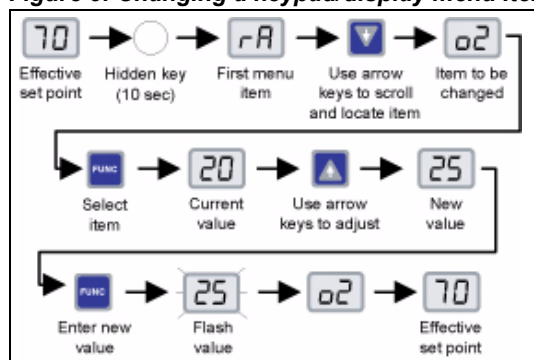 Figure 6. Changing a keypad/display menu item
70
rA
o2
Effective
set point
Hidden key
(10 sec)
First menu
item
Use arrow
keys to scroll
and locate item
Item to be
changed
FUNC
20
25
Select
item
Current
value
Use arrow
keys to adjust
New
value
FUNC
25
o2
70
Enter new
value
Flash
value
Effective
set point